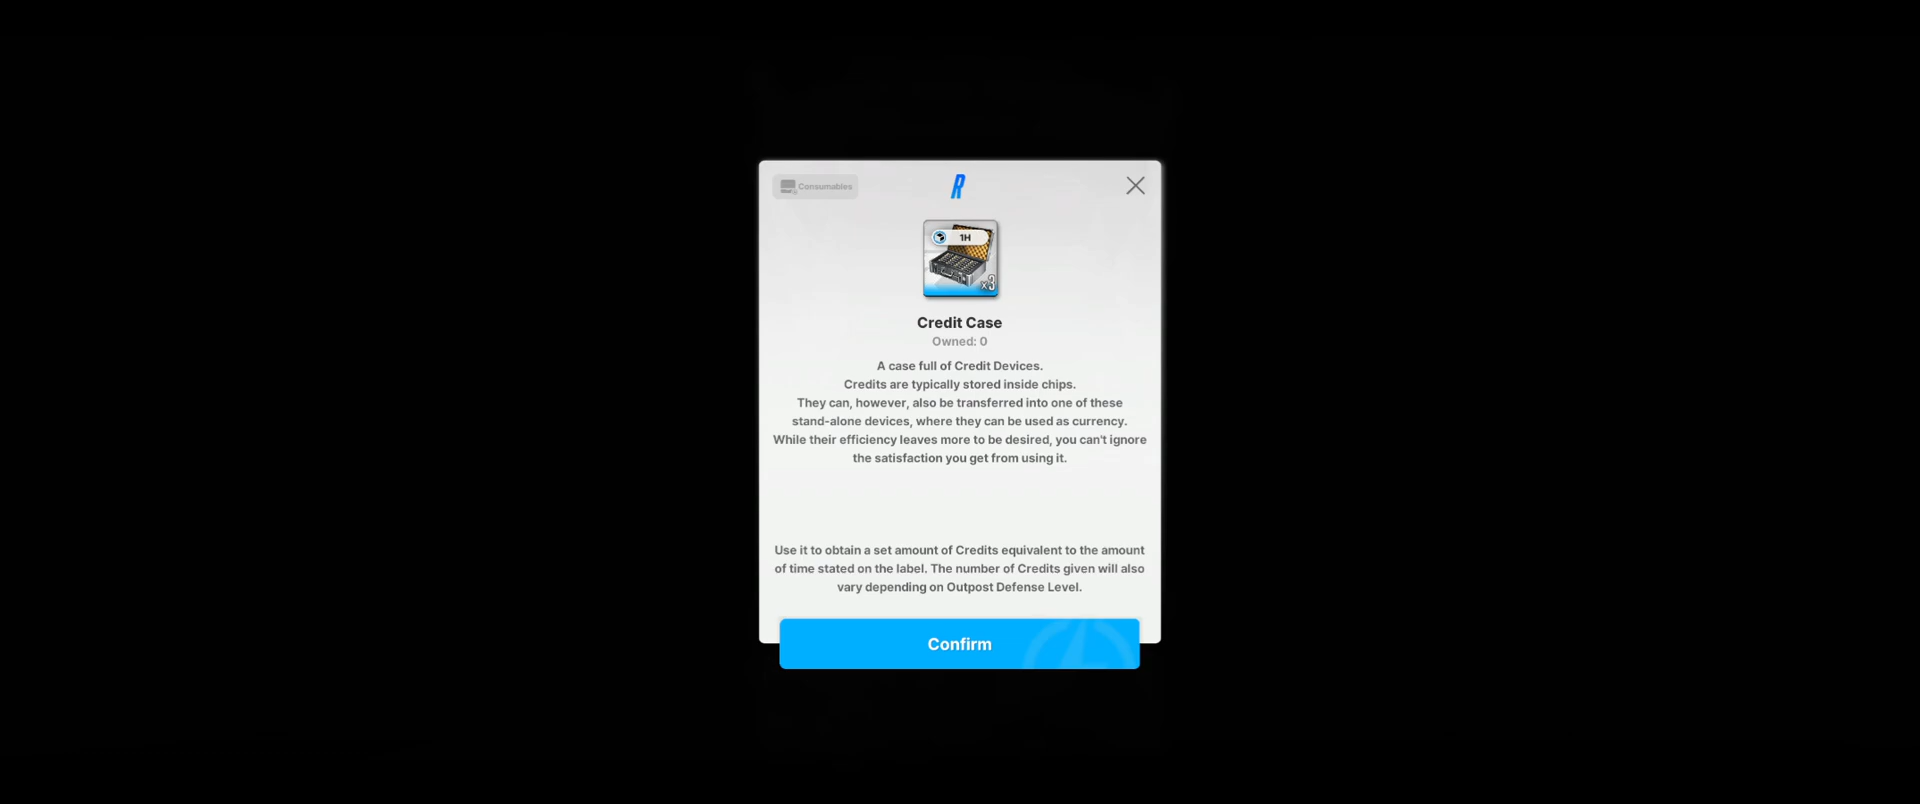 Consumables
R
1H
x3
Credit Case
Owned: 0
A case full of Credit Devices.
Credits are typically stored inside chips.
They can, however, also be transferred into one of these
stand-alone devices, where they can be used as currency.
While their efficiency leaves more to be desired, you can't ignore
the satisfaction you get from using it.
Use it to obtain a set amount of Credits equivalent to the amount
of time stated on the label. The number of Credits given will also
vary depending on Outpost Defense Level.
Confirm